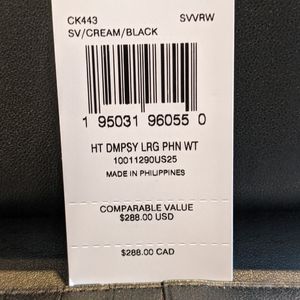 CK443 SVVRW
SV/CREAM/BLACK
1 95031 96055 0
HT DMPSY LRG PHN WT
10011290US25
MADE IN PHILIPPINES
COMPARABLE VALUE
$288.00 USD
$288.00 CAD